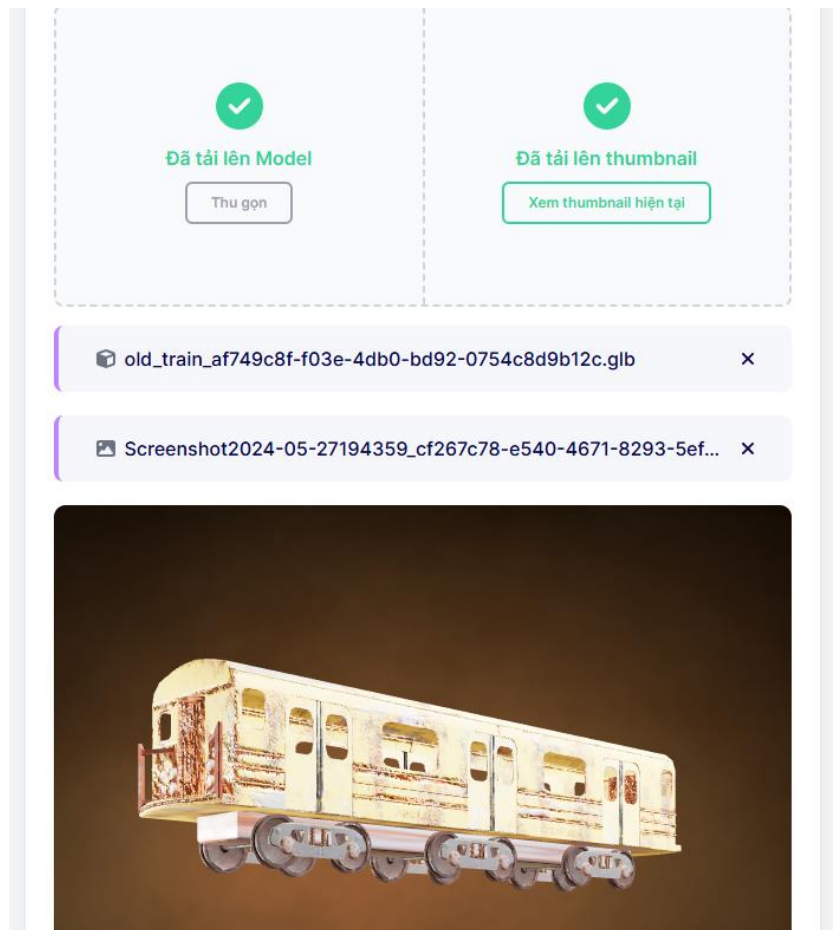 Đã tải lên Model
Thu gọn
Đã tải lên thumbnail
Xem thumbnail hiện tại
old_train_af749c8f-f03e-4db0-bd92-0754c8d9b12c.glb
Screenshot2024-05-27194359_cf267c78-e540-4671-8293-5ef...